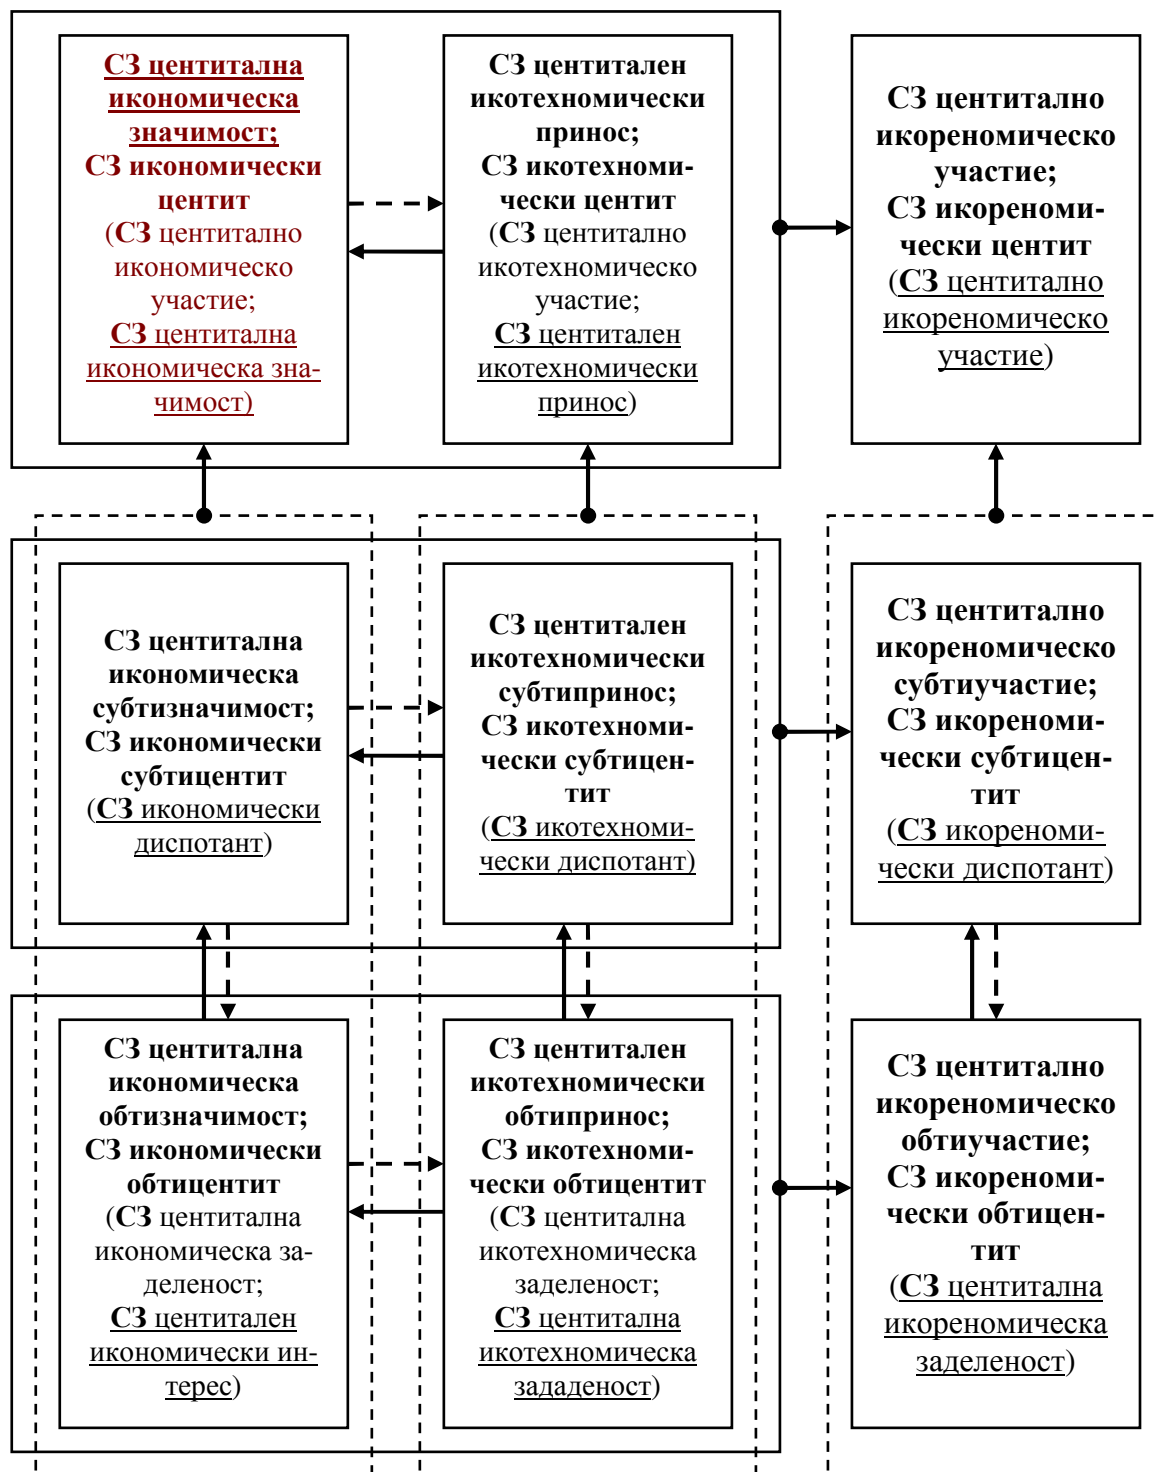 СЗ центитална
икономическа
значимост;
СЗ икономически
центит
(СЗ центитално
икономическо
участие;
СЗ центитална
икономическа зна-
чимост)
СЗ центитален
икотехномически
принос;
СЗ икотехноми-
чески центит
(СЗ центитално
икотехномическо
участие;
СЗ центитален
икотехномически
принос)
СЗ центитално
икореномическо
участие;
СЗ икореноми-
чески центит
(СЗ центитално
икореномическо
участие)
СЗ центитална
икономическа
субтизначимост;
СЗ икономически
субтицентит
(СЗ икономически
диспотант)
СЗ центитален
икотехномически
субтипринос;
СЗ икотехноми-
чески субтицен-
тит
(СЗ икотехноми-
чески диспотант)
СЗ центитално
икореномическо
субтиучастие;
СЗ икореноми-
чески субтицен-
тит
(СЗ икореноми-
чески диспотант)
СЗ центитална
икономическа
обтизначимост;
СЗ икономически
обтицентит
(СЗ центитална
икономическа за-
деленост;
СЗ центитален
икономически ин-
терес)
СЗ центитален
икотехномически
обтипринос;
СЗ икотехноми-
чески обтицентит
(СЗ центитална
икотехномическа
заделеност;
СЗ центитална
икотехномическа
зададеност)
СЗ центитално
икореномическо
обтиучастие;
СЗ икореноми-
чески обтицен-
тит
(СЗ центитална
икореномическа
заделеност)